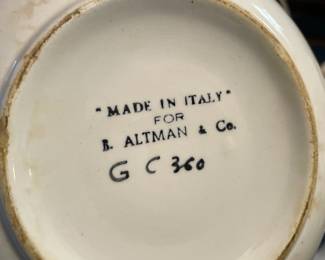 "MADE IN ITALY"
FOR
B. ALTMAN & Co.
G C 360